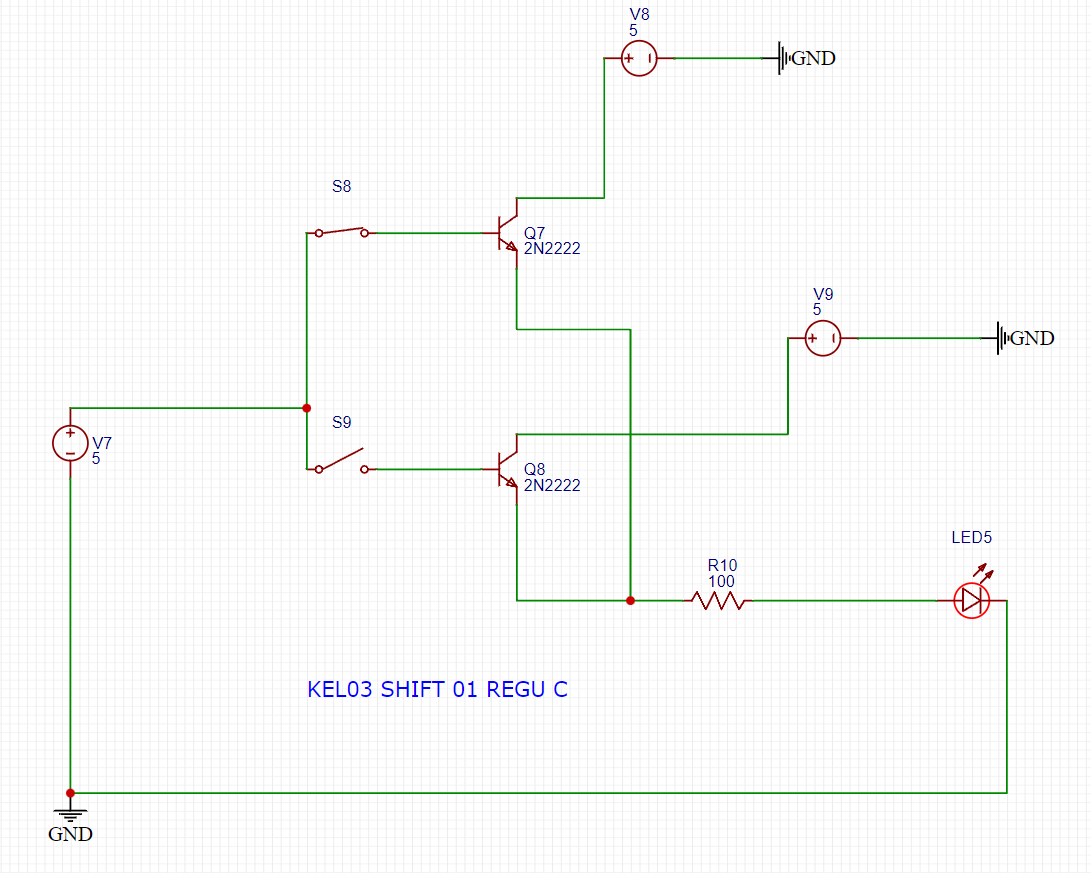 V8
5
GND
S8
Q7
2N2222
V9
5
GND
S9
V7
5
Q8
2N2222
LED5
R10
100
KEL03 SHIFT 01 REGU C
GND